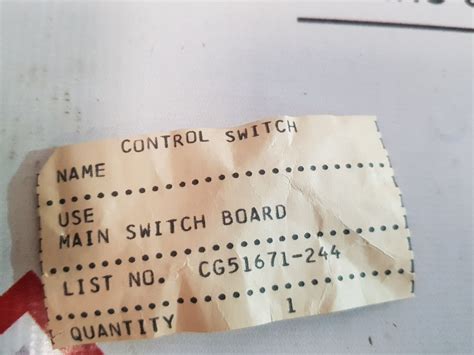 NAME CONTROL SWITCH
USE
MAIN SWITCH BOARD
LIST NO. CG51671-244
QUANTITY 1